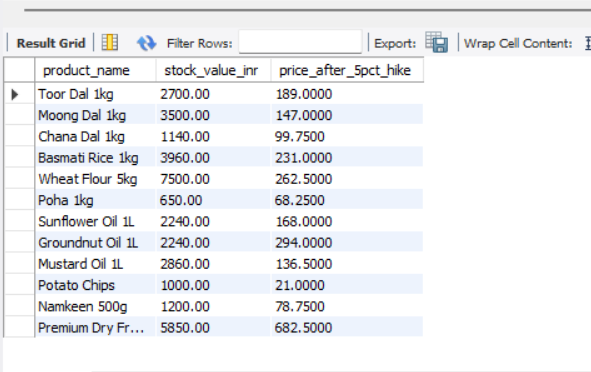 Result Grid Filter Rows: Export: Wrap Cell Content:
product_name stock_value_inr price_after_5pct_hike
Toor Dal 1kg 2700.00 189.0000
Moong Dal 1kg 3500.00 147.0000
Chana Dal 1kg 1140.00 99.7500
Basmati Rice 1kg 3960.00 231.0000
Wheat Flour 5kg 7500.00 262.5000
Poha 1kg 650.00 68.2500
Sunflower Oil 1L 2240.00 168.0000
Groundnut Oil 1L 2240.00 294.0000
Mustard Oil 1L 2860.00 136.5000
Potato Chips 1000.00 21.0000
Namkeen 500g 1200.00 78.7500
Premium Dry Fr... 5850.00 682.5000